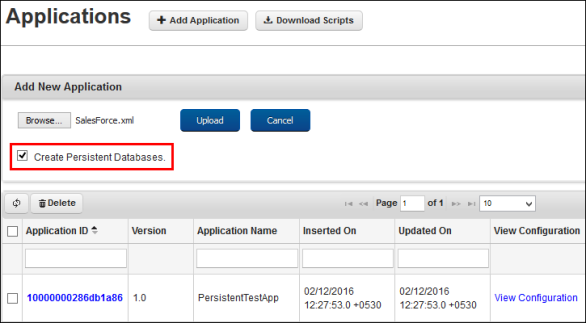 Applications + Add Application Download Scripts
Add New Application
Browse... SalesForce.xml Upload Cancel
Create Persistent Databases.
Delete Page 1 of 1 10
Application ID Version Application Name Inserted On Updated On View Configuration
10000000286db1a86 1.0 PersistentTestApp 02/12/2016 12:27:53.0 +0530 02/12/2016 12:27:53.0 +0530 View Configuration